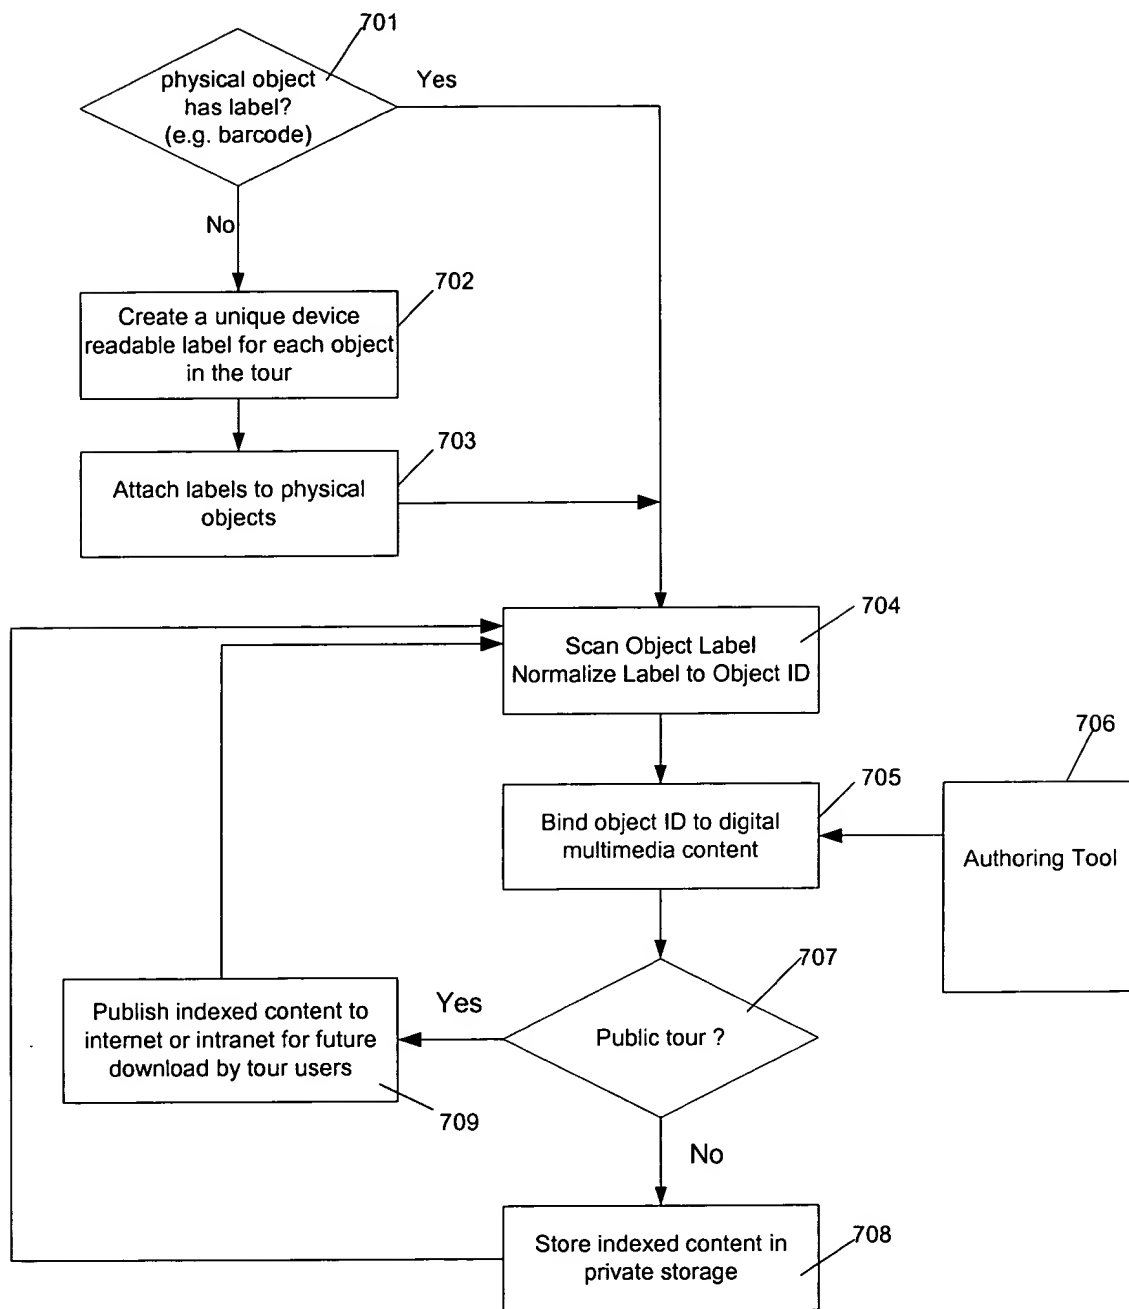 701
physical object
has label?
(e.g. barcode)
Yes
No
702
Create a unique device
readable label for each object
in the tour
703
Attach labels to physical
objects
704
Scan Object Label
Normalize Label to Object ID
706
705
Bind object ID to digital
multimedia content
Authoring Tool
707
Public tour ?
Yes
Publish indexed content to
internet or intranet for future
download by tour users
709
No
708
Store indexed content in
private storage